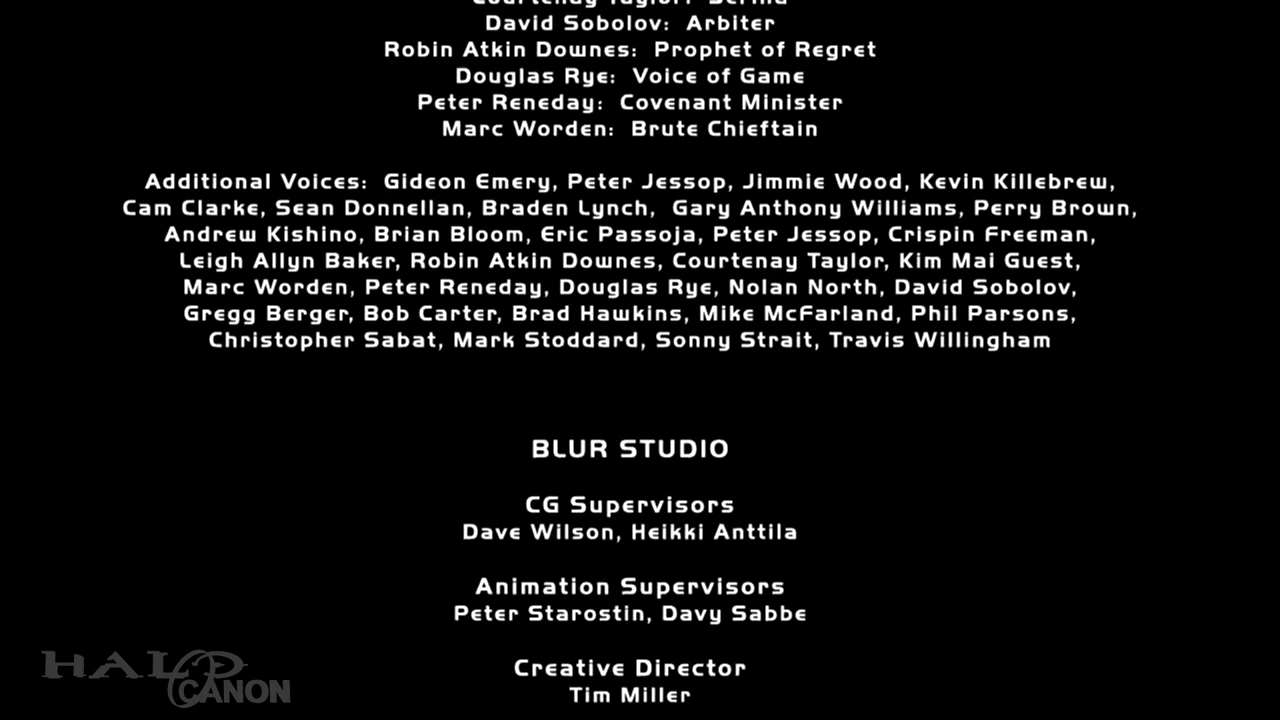 Courtenay Taylor: Serina
David Sobolov: Arbiter
Robin Atkin Downes: Prophet of Regret
Douglas Rye: Voice of Game
Peter Reneday: Covenant Minister
Marc Worden: Brute Chieftain
Additional Voices: Gideon Emery, Peter Jessop, Jimmie Wood, Kevin Killebrew,
Cam Clarke, Sean Donnellan, Braden Lynch, Gary Anthony Williams, Perry Brown,
Andrew Kishino, Brian Bloom, Eric Passoja, Peter Jessop, Crispin Freeman,
Leigh Allyn Baker, Robin Atkin Downes, Courtenay Taylor, Kim Mai Guest,
Marc Worden, Peter Reneday, Douglas Rye, Nolan North, David Sobolov,
Gregg Berger, Bob Carter, Brad Hawkins, Mike McFarland, Phil Parsons,
Christopher Sabat, Mark Stoddard, Sonny Strait, Travis Willingham
BLUR STUDIO
CG Supervisors
Dave Wilson, Heikki Anttila
Animation Supervisors
Peter Starostin, Davy Sabbe
Creative Director
Tim Miller
HALO
CANON